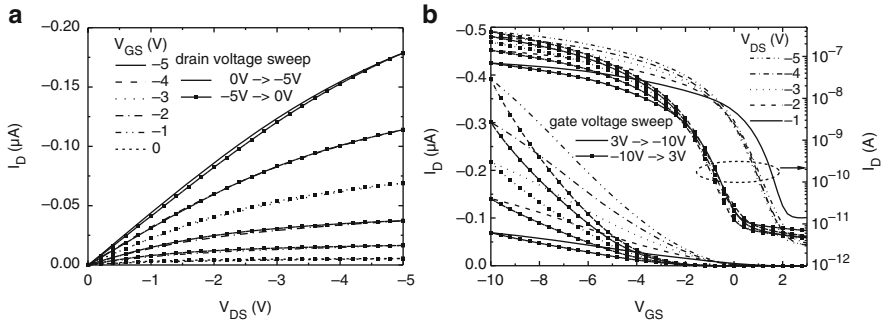 a
V_GS (V)
−5
−4
−3
−2
−1
0
drain voltage sweep
0V -> −5V
−5V -> 0V
−0.20
−0.15
−0.10
−0.05
0.00
I_D (µA)
0 −1 −2 −3 −4 −5
V_DS (V)
b
V_DS (V)
−5
−4
−3
−2
−1
gate voltage sweep
3V -> −10V
−10V -> 3V
−0.5
−0.4
−0.3
−0.2
−0.1
0.0
I_D (µA)
10⁻⁷
10⁻⁸
10⁻⁹
10⁻¹⁰
10⁻¹¹
10⁻¹²
I_D (A)
−10 −8 −6 −4 −2 0 2
V_GS